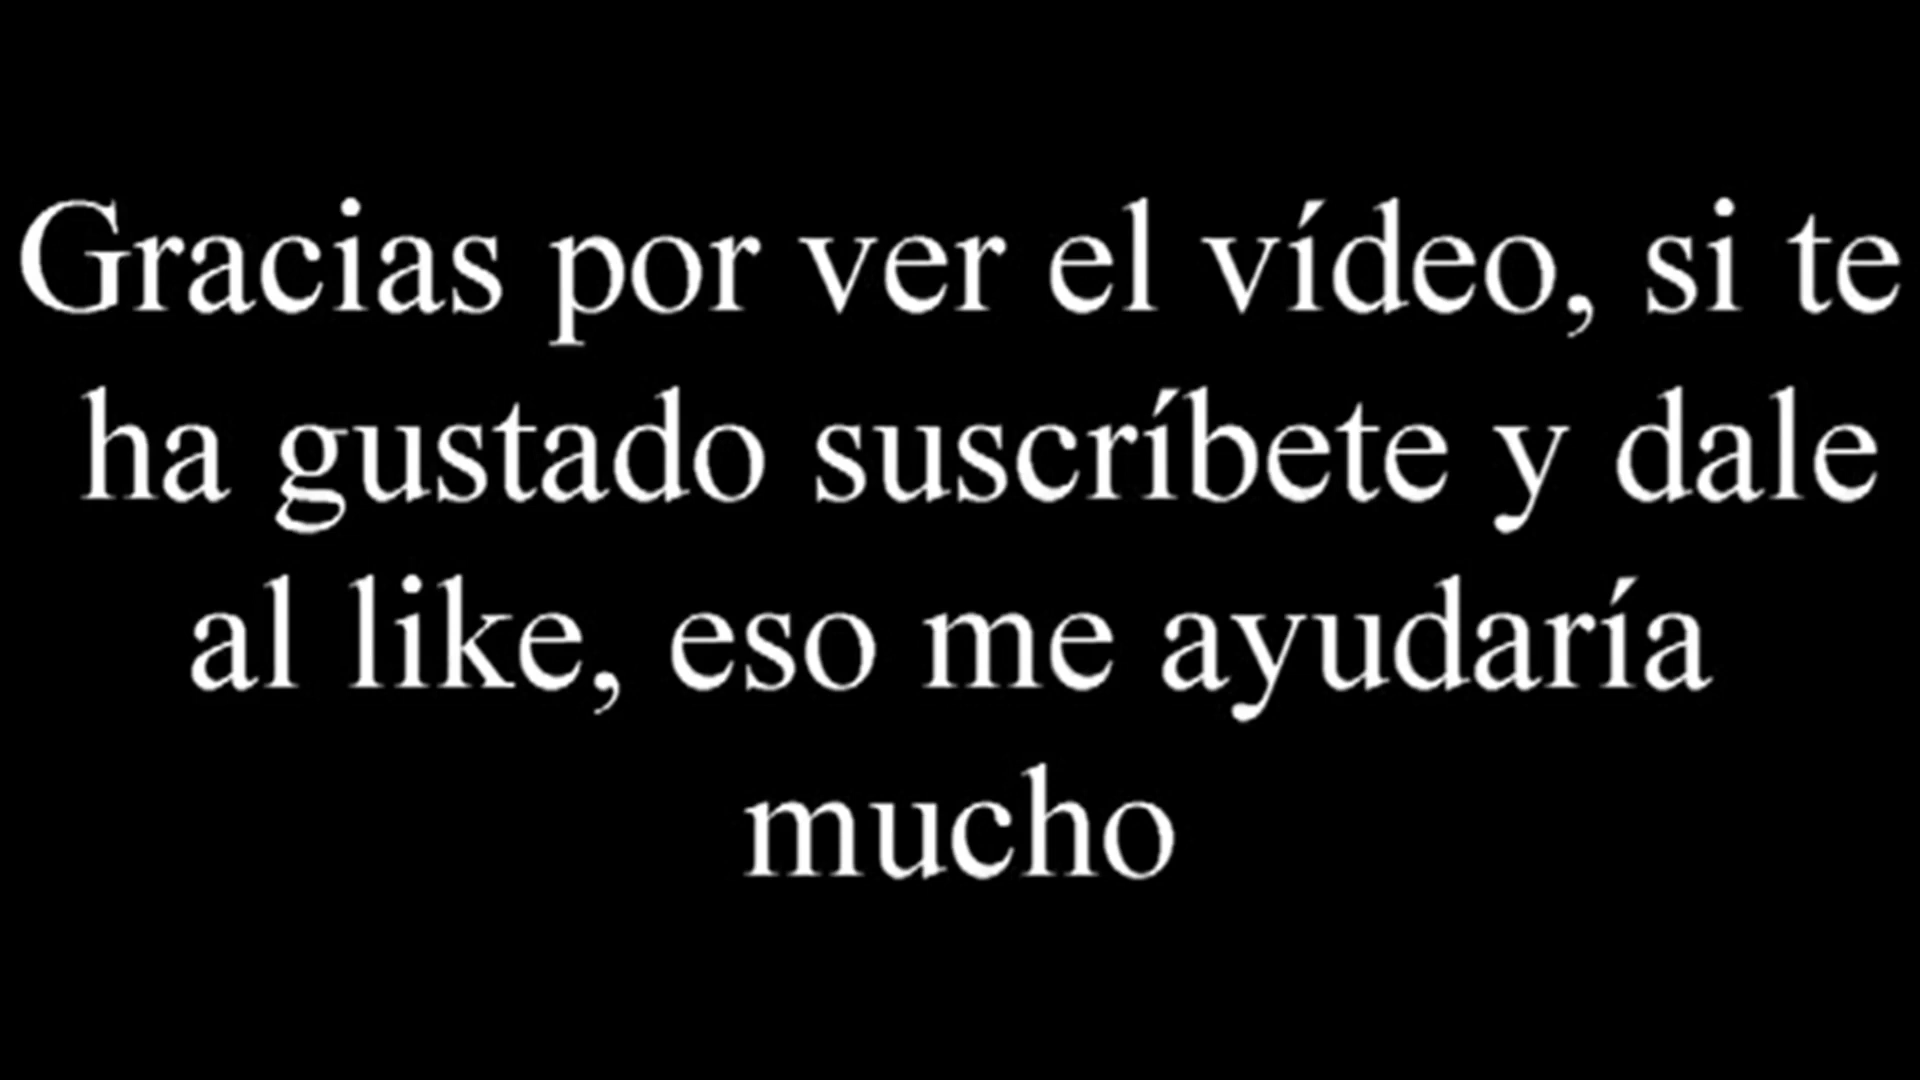 Gracias por ver el vídeo, si te
ha gustado suscríbete y dale
al like, eso me ayudaría
mucho